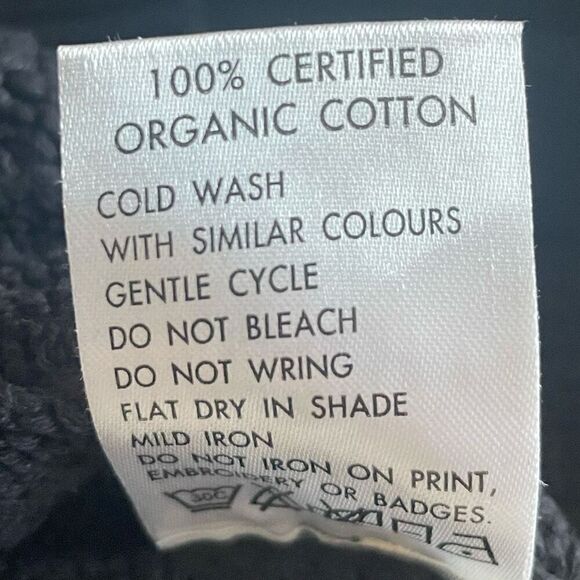 100% CERTIFIED
ORGANIC COTTON
COLD WASH
WITH SIMILAR COLOURS
GENTLE CYCLE
DO NOT BLEACH
DO NOT WRING
FLAT DRY IN SHADE
MILD IRON
DO NOT IRON ON PRINT,
EMBROIDERY OR BADGES.
30C